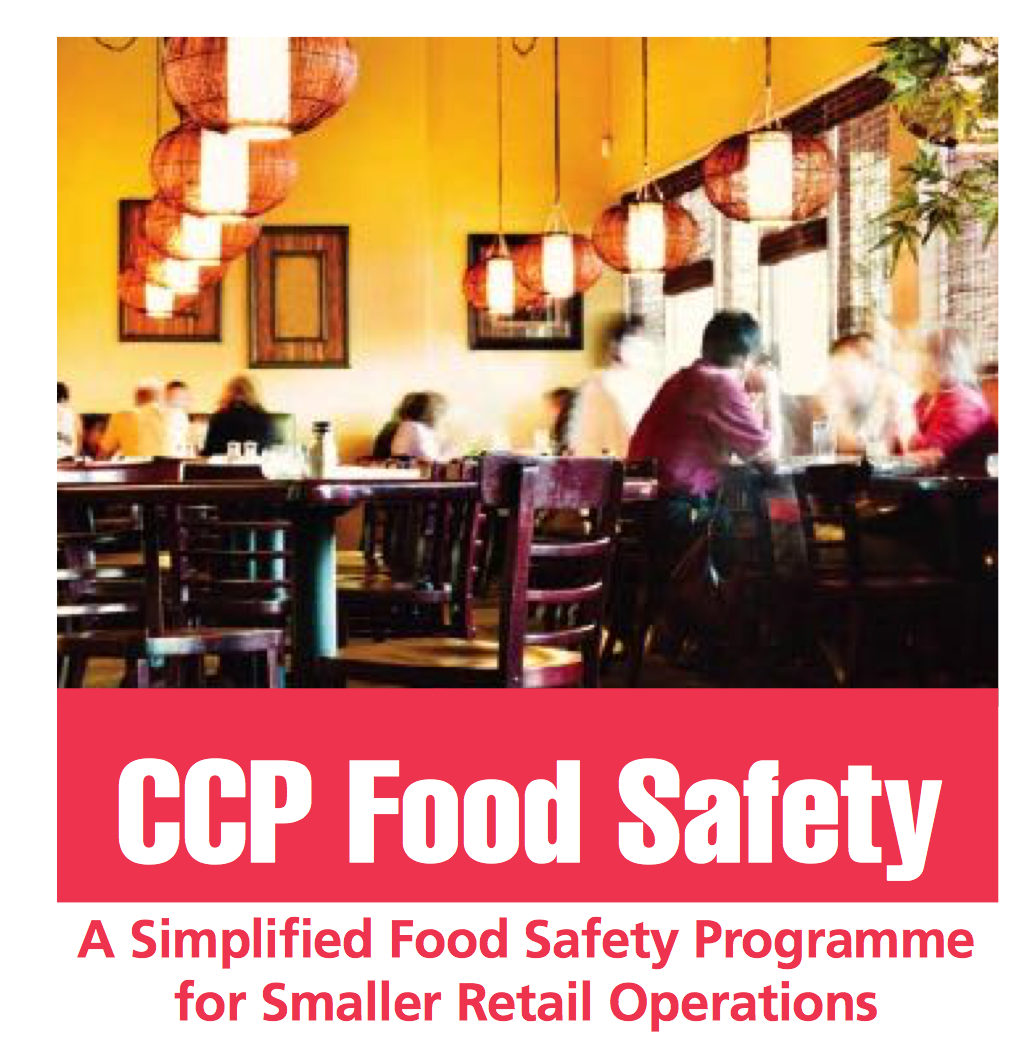 CCP Food Safety
A Simplified Food Safety Programme
for Smaller Retail Operations